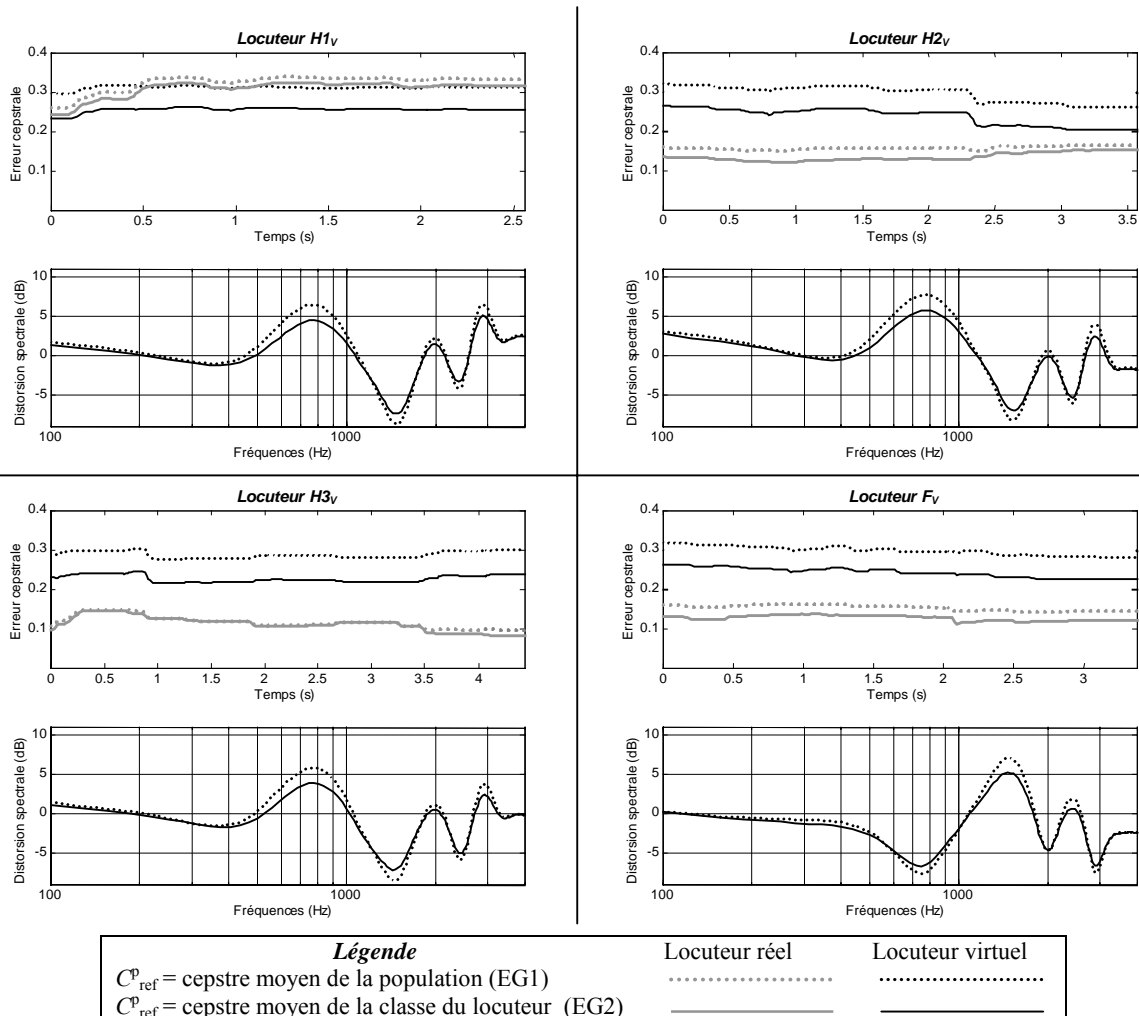 Locuteur H1v
Erreur cepstrale
0.4
0.3
0.2
0.1
0 0.5 1 1.5 2 2.5
Temps (s)
Distorsion spectrale (dB)
10
5
0
-5
100 1000
Fréquences (Hz)
Locuteur H2v
Erreur cepstrale
0.4
0.3
0.2
0.1
0 0.5 1 1.5 2 2.5 3 3.5
Temps (s)
Distorsion spectrale (dB)
10
5
0
-5
100 1000
Fréquences (Hz)
Locuteur H3v
Erreur cepstrale
0.4
0.3
0.2
0.1
0 0.5 1 1.5 2 2.5 3 3.5 4
Temps (s)
Distorsion spectrale (dB)
10
5
0
-5
100 1000
Fréquences (Hz)
Locuteur Fv
Erreur cepstrale
0.4
0.3
0.2
0.1
0 0.5 1 1.5 2 2.5 3
Temps (s)
Distorsion spectrale (dB)
10
5
0
-5
100 1000
Fréquences (Hz)
Légende Locuteur réel Locuteur virtuel
C^p_ref = cepstre moyen de la population (EG1)
C^p_ref = cepstre moyen de la classe du locuteur (EG2)